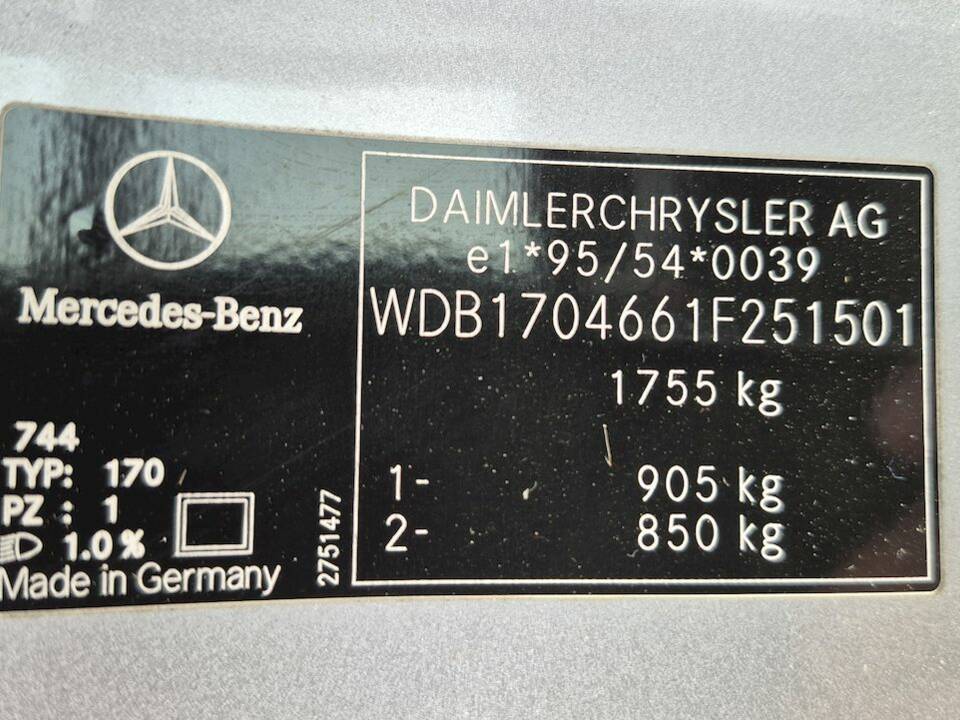 Mercedes-Benz
744
TYP: 170
PZ : 1
1.0 %
Made in Germany
2751477
DAIMLERCHRYSLER AG
e1*95/54*0039
WDB1704661F251501
1755 kg
1- 905 kg
2- 850 kg